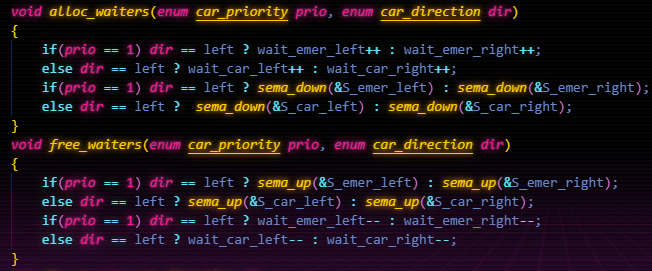 void alloc_waiters(enum car_priority prio, enum car_direction dir)
{
    if(prio == 1) dir == left ? wait_emer_left++ : wait_emer_right++;
    else dir == left ? wait_car_left++ : wait_car_right++;
    if(prio == 1) dir == left ? sema_down(&S_emer_left) : sema_down(&S_emer_right);
    else dir == left ?  sema_down(&S_car_left) : sema_down(&S_car_right);
}
void free_waiters(enum car_priority prio, enum car_direction dir)
{
    if(prio == 1) dir == left ? sema_up(&S_emer_left) : sema_up(&S_emer_right);
    else dir == left ? sema_up(&S_car_left) : sema_up(&S_car_right);
    if(prio == 1) dir == left ? wait_emer_left-- : wait_emer_right--;
    else dir == left ? wait_car_left-- : wait_car_right--;
}